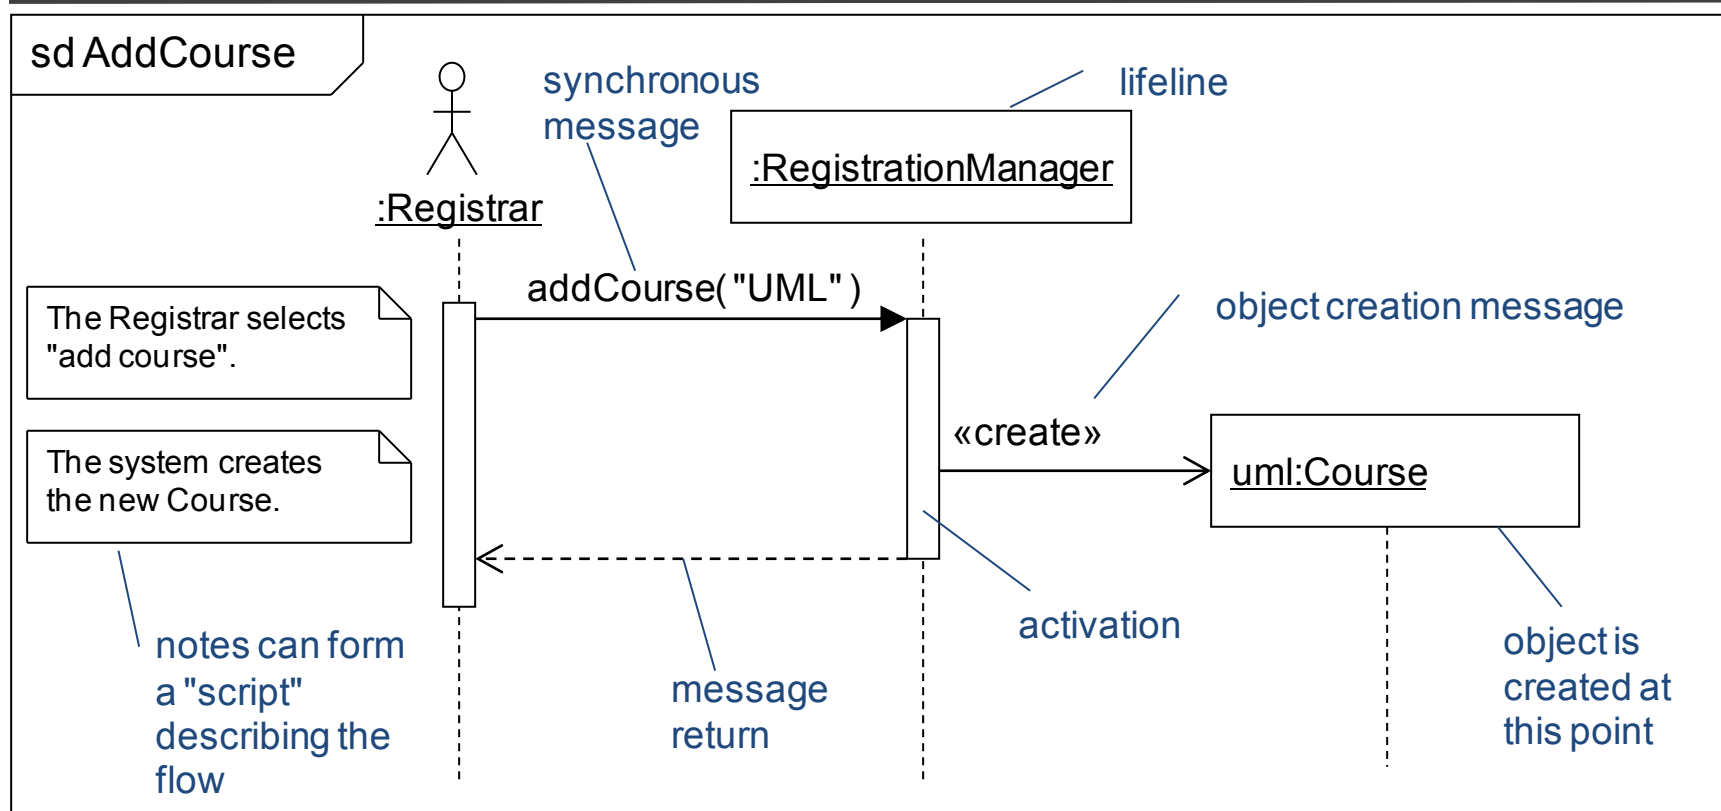 sd AddCourse
synchronous
message
lifeline
:RegistrationManager
:Registrar
addCourse( "UML" )
The Registrar selects
"add course".
object creation message
«create»
The system creates
the new Course.
uml:Course
activation
notes can form
a "script"
describing the
flow
message
return
object is
created at
this point